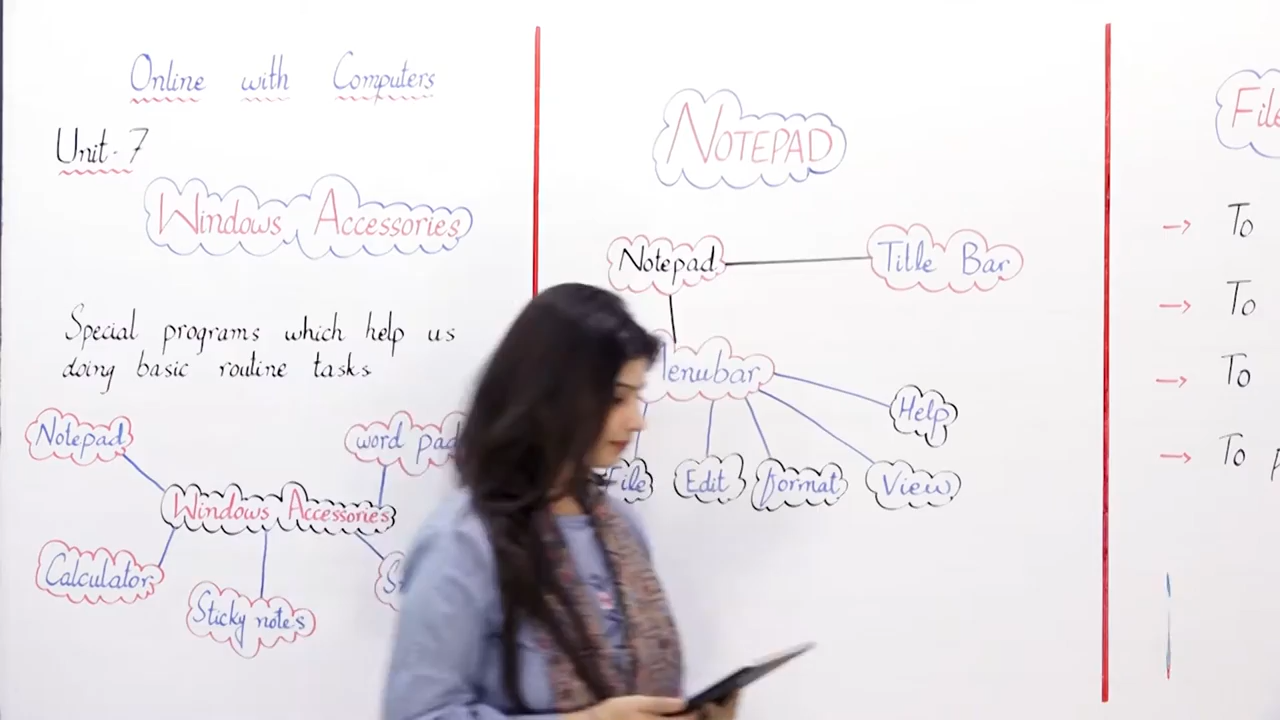 Online with Computers
Unit-7
Windows Accessories
Special programs which help us
doing basic routine tasks
Notepad
word pad
Windows Accessories
Calculator
Sticky notes
NOTEPAD
Notepad
Title Bar
Menubar
Help
File
Edit
format
View
File
To
To
To
To